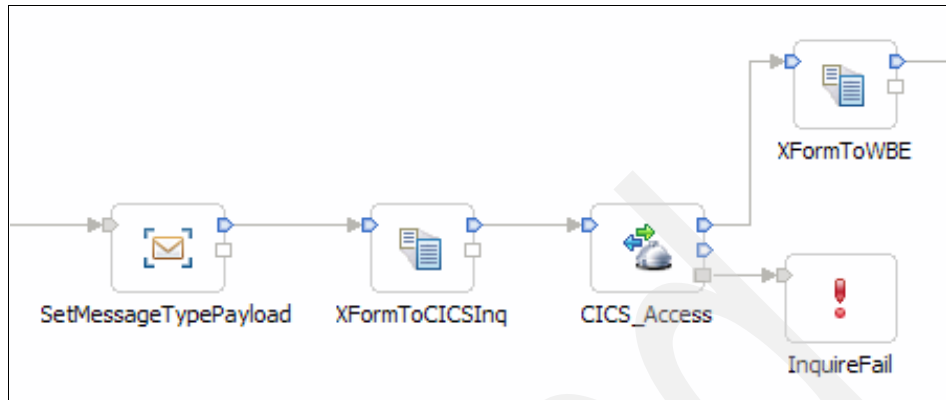 XFormToWBE
SetMessageTypePayload
XFormToCICSInq
CICS_Access
InquireFail